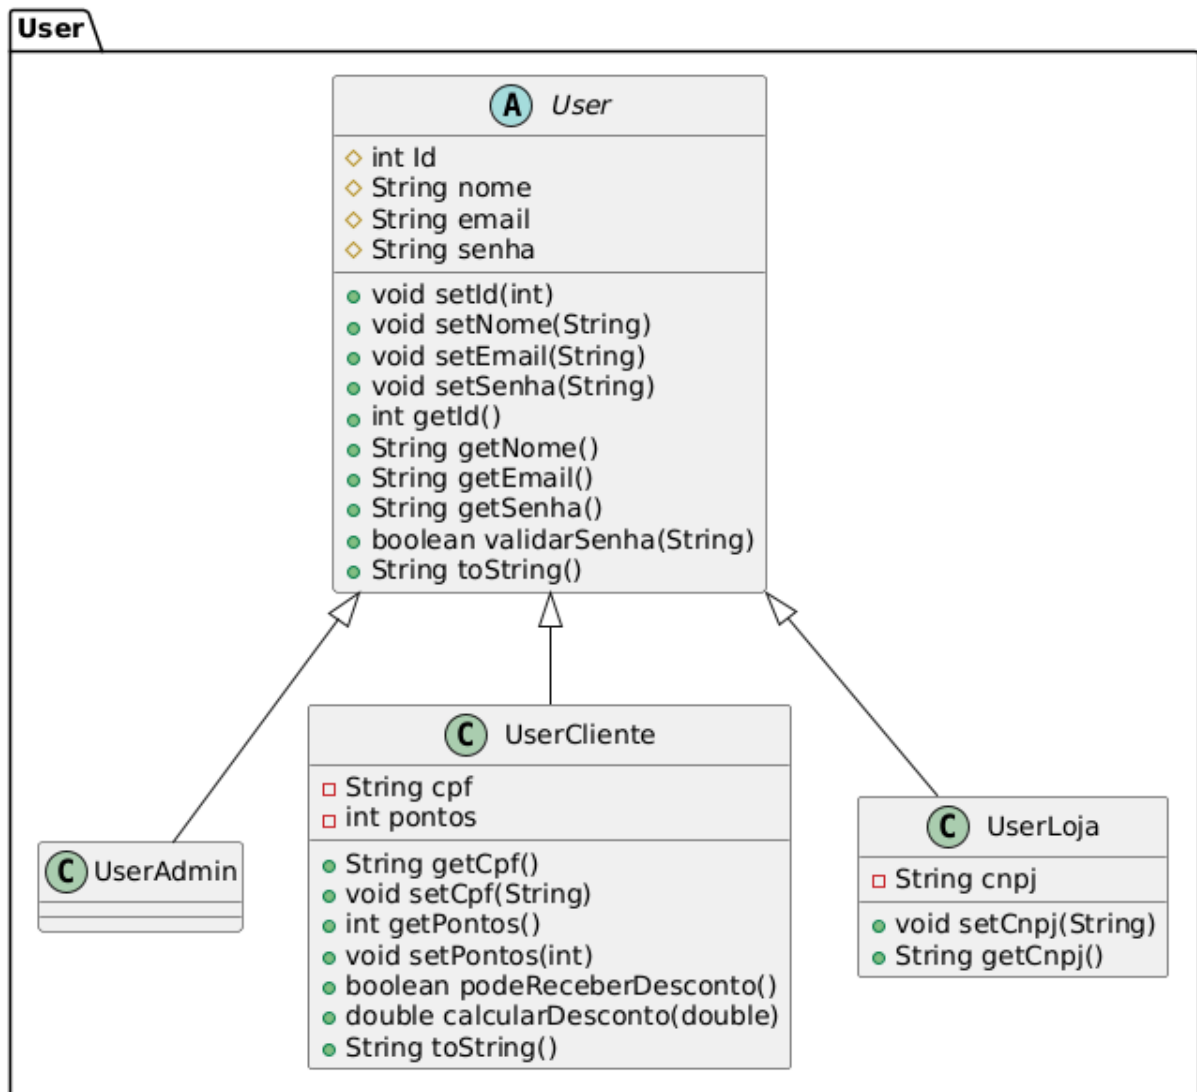 User
A User
int Id
String nome
String email
String senha
void setId(int)
void setNome(String)
void setEmail(String)
void setSenha(String)
int getId()
String getNome()
String getEmail()
String getSenha()
boolean validarSenha(String)
String toString()
C UserAdmin
C UserCliente
String cpf
int pontos
String getCpf()
void setCpf(String)
int getPontos()
void setPontos(int)
boolean podeReceberDesconto()
double calcularDesconto(double)
String toString()
C UserLoja
String cnpj
void setCnpj(String)
String getCnpj()